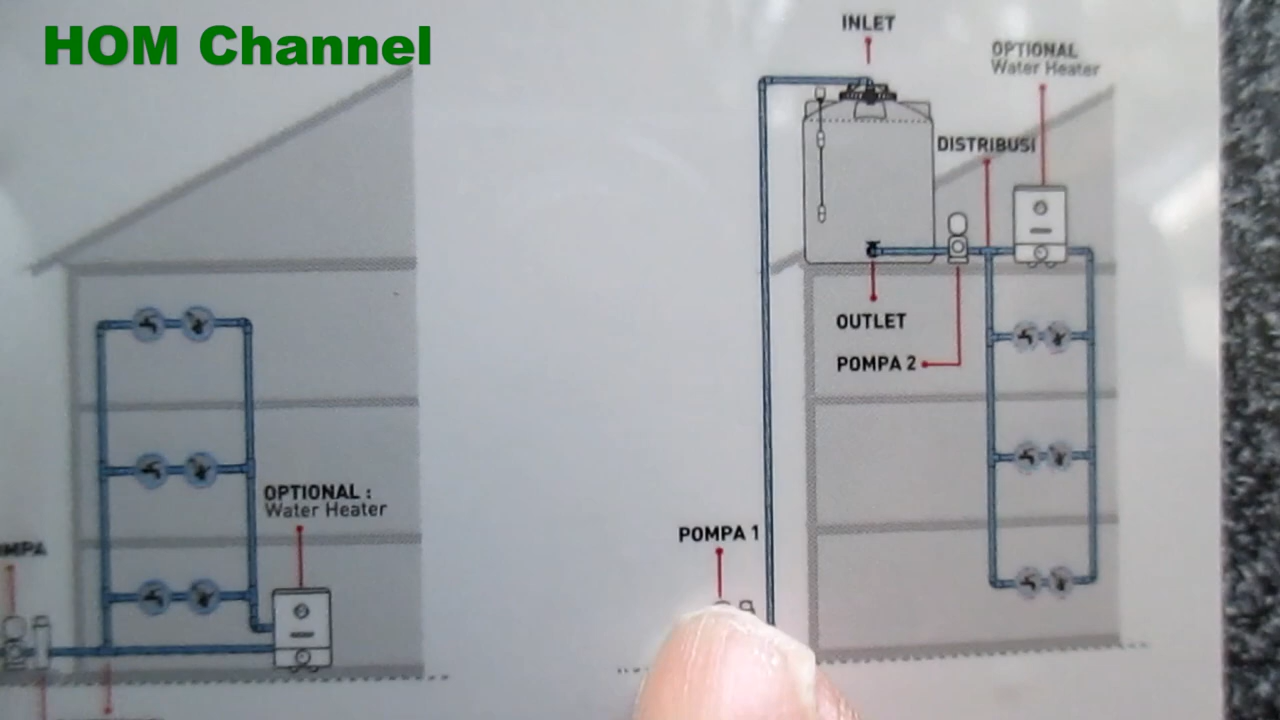 HOM Channel
INLET
OPTIONAL
Water Heater
DISTRIBUSI
OUTLET
POMPA 2
OPTIONAL :
Water Heater
POMPA 1